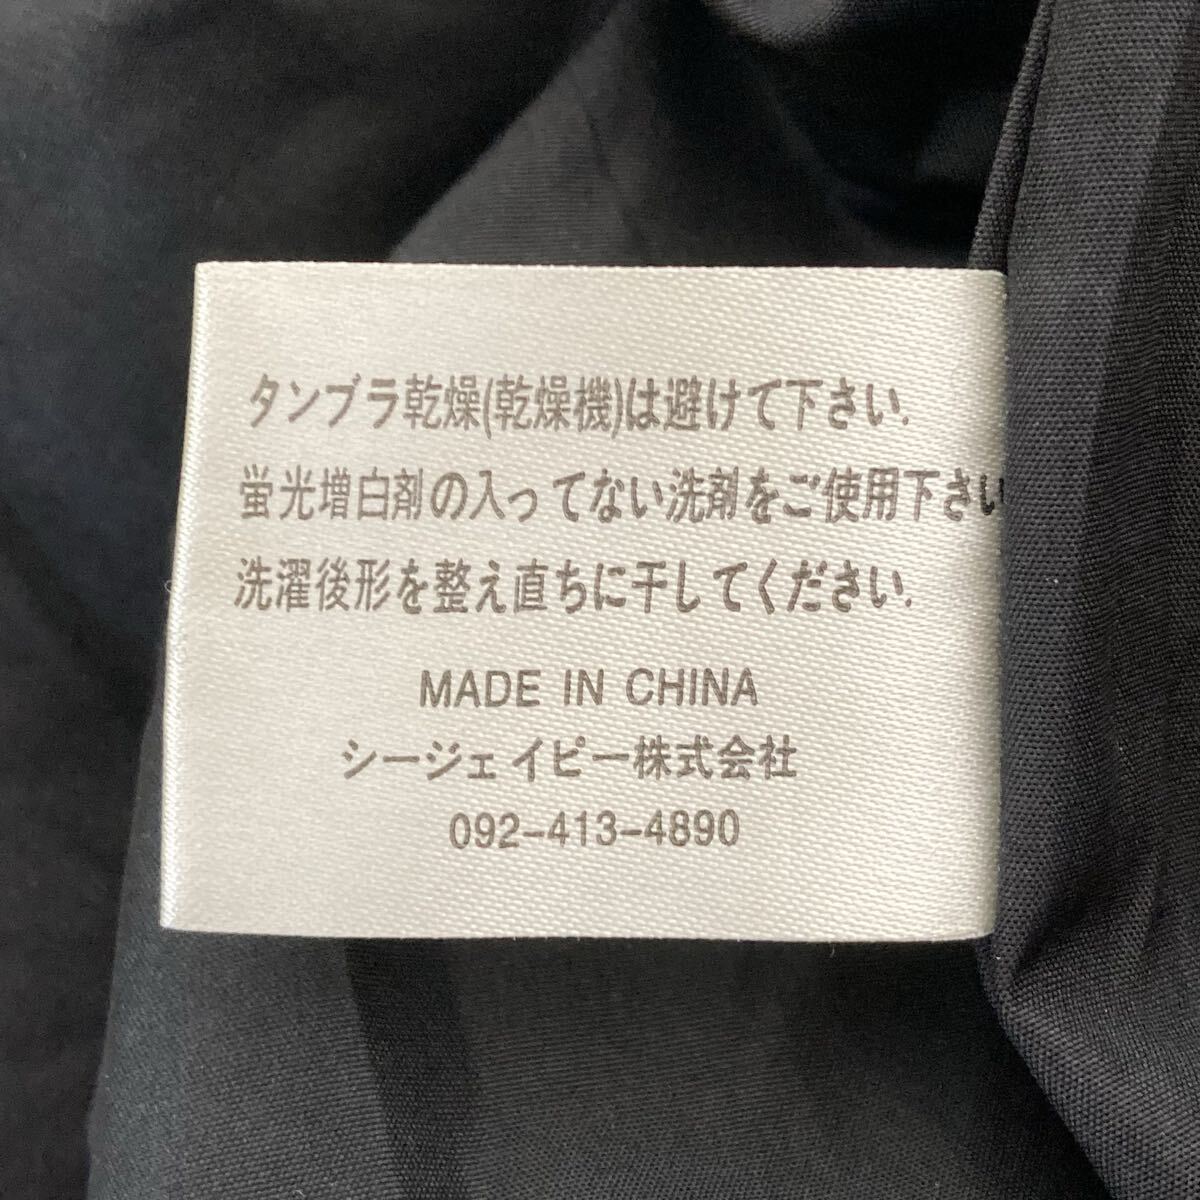 タンブラ乾燥(乾燥機)は避けて下さい.
蛍光増白剤の入ってない洗剤をご使用下さい
洗濯後形を整え直ちに干してください.
MADE IN CHINA
シージェイピー株式会社
092-413-4890